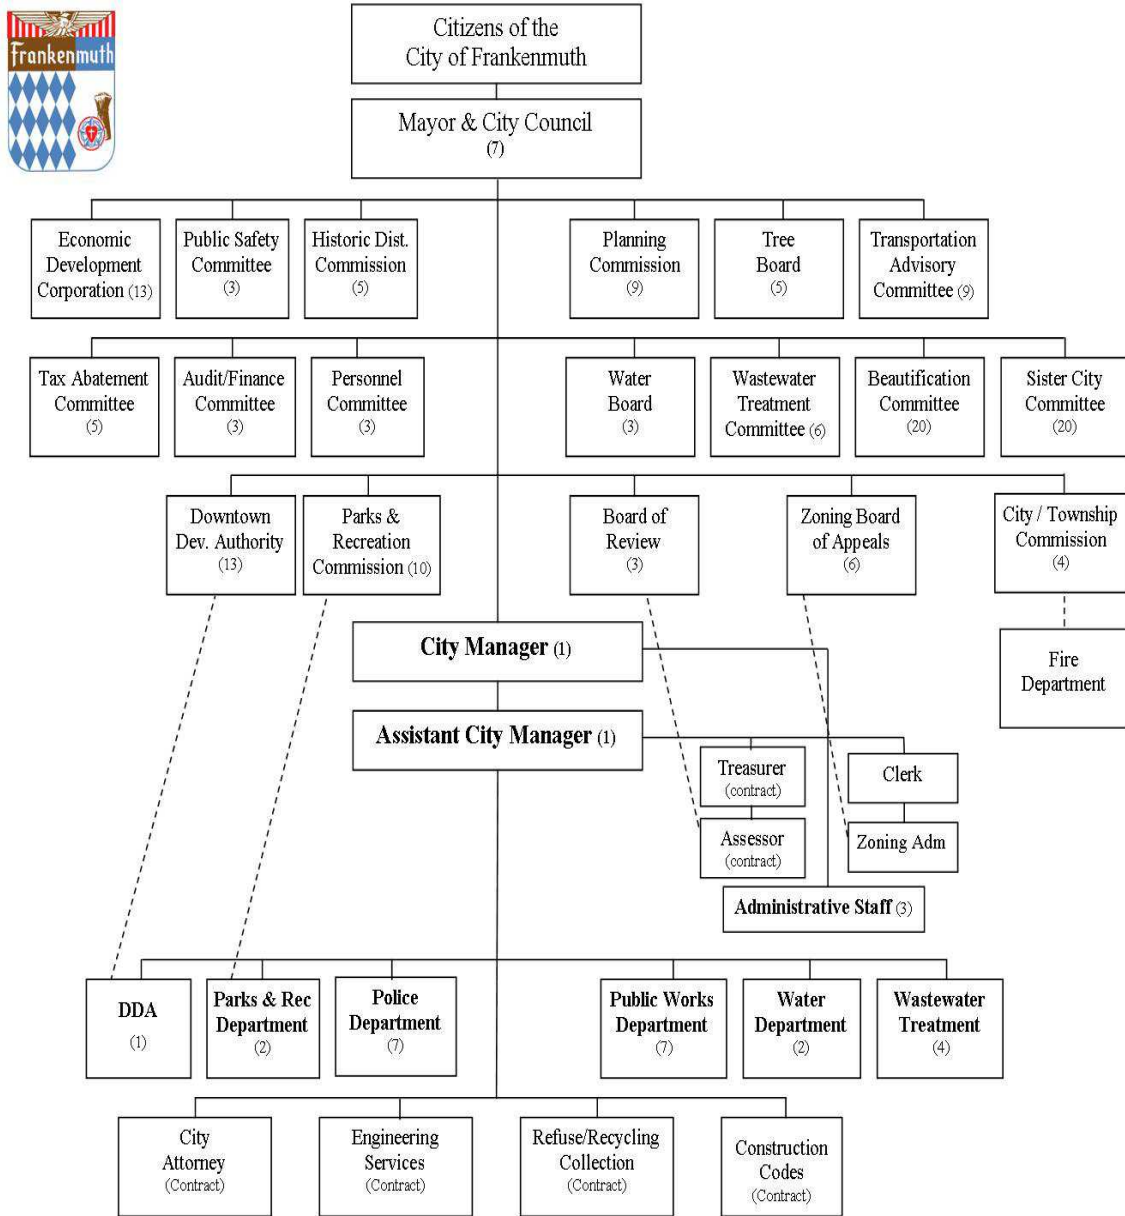 Frankenmuth
Citizens of the
City of Frankenmuth
Mayor & City Council
(7)
Economic
Development
Corporation (13)
Public Safety
Committee
(3)
Historic Dist.
Commission
(5)
Planning
Commission
(9)
Tree
Board
(5)
Transportation
Advisory
Committee (9)
Tax Abatement
Committee
(5)
Audit/Finance
Committee
(3)
Personnel
Committee
(3)
Water
Board
(3)
Wastewater
Treatment
Committee (6)
Beautification
Committee
(20)
Sister City
Committee
(20)
Downtown
Dev. Authority
(13)
Parks &
Recreation
Commission (10)
Board of
Review
(3)
Zoning Board
of Appeals
(6)
City / Township
Commission
(4)
City Manager (1)
Fire
Department
Assistant City Manager (1)
Treasurer
(contract)
Clerk
Assessor
(contract)
Zoning Adm
Administrative Staff (3)
DDA
(1)
Parks & Rec
Department
(2)
Police
Department
(7)
Public Works
Department
(7)
Water
Department
(2)
Wastewater
Treatment
(4)
City
Attorney
(Contract)
Engineering
Services
(Contract)
Refuse/Recycling
Collection
(Contract)
Construction
Codes
(Contract)